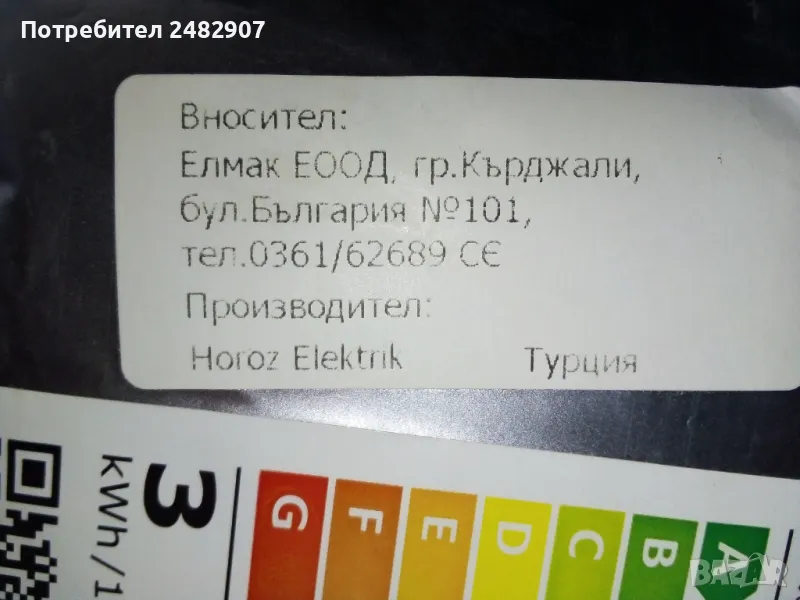 Потребител 2482907
Вносител:
Елмак ЕООД, гр.Кърджали,
бул.България №101,
тел.0361/62689 CE
Производител:
Horoz Elektrik Турция
3
kWh/1
G
F
E
D
C
B
A
BAZAR